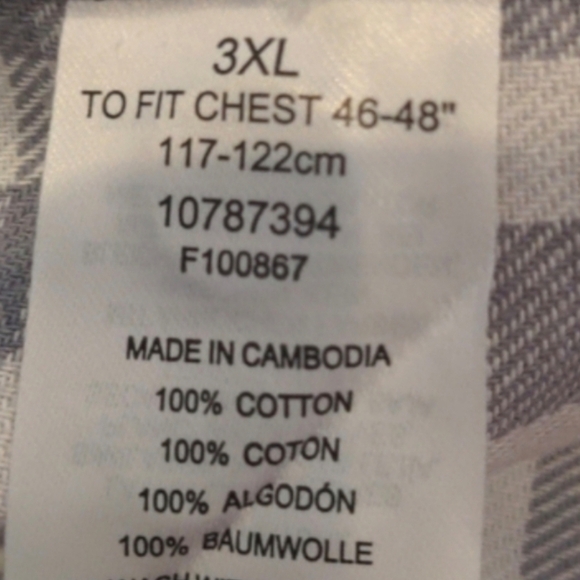 3XL
TO FIT CHEST 46-48"
117-122cm
10787394
F100867
MADE IN CAMBODIA
100% COTTON
100% COTON
100% ALGODÓN
100% BAUMWOLLE